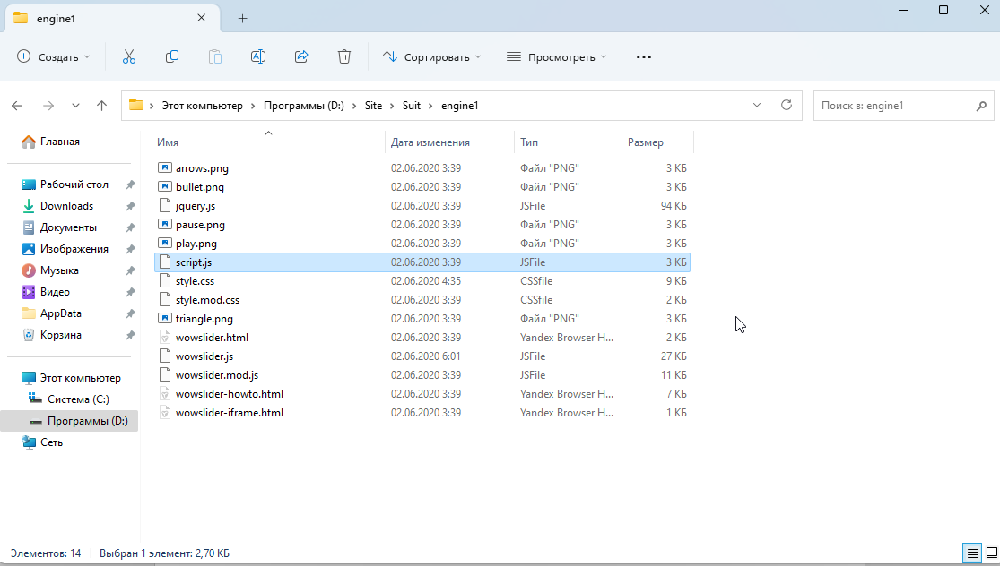 engine1
Создать
Сортировать
Просмотреть
Этот компьютер > Программы (D:) > Site > Suit > engine1
Поиск в: engine1
Главная
Рабочий стол
Downloads
Документы
Изображения
Музыка
Видео
AppData
Корзина
Этот компьютер
Система (C:)
Программы (D:)
Сеть
Имя Дата изменения Тип Размер
arrows.png 02.06.2020 3:39 Файл "PNG" 3 КБ
bullet.png 02.06.2020 3:39 Файл "PNG" 3 КБ
jquery.js 02.06.2020 3:39 JSFile 94 КБ
pause.png 02.06.2020 3:39 Файл "PNG" 3 КБ
play.png 02.06.2020 3:39 Файл "PNG" 3 КБ
script.js 02.06.2020 3:39 JSFile 3 КБ
style.css 02.06.2020 4:35 CSSfile 9 КБ
style.mod.css 02.06.2020 3:39 CSSfile 2 КБ
triangle.png 02.06.2020 3:39 Файл "PNG" 3 КБ
wowslider.html 02.06.2020 3:39 Yandex Browser H... 2 КБ
wowslider.js 02.06.2020 6:01 JSFile 27 КБ
wowslider.mod.js 02.06.2020 3:39 JSFile 11 КБ
wowslider-howto.html 02.06.2020 3:39 Yandex Browser H... 7 КБ
wowslider-iframe.html 02.06.2020 3:39 Yandex Browser H... 1 КБ
Элементов: 14 Выбран 1 элемент: 2,70 КБ